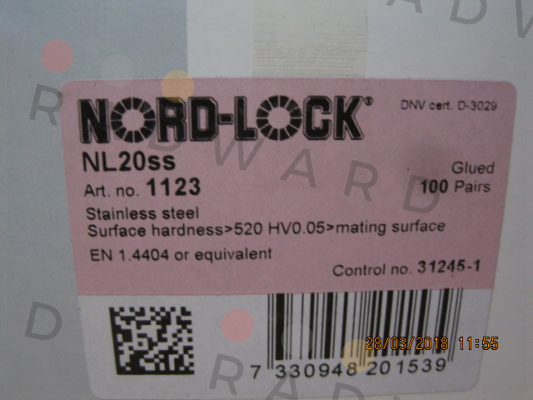 NORD-LOCK®
DNV cert. D-3029
NL20ss
Glued
Art. no. 1123
100 Pairs
Stainless steel
Surface hardness>520 HV0.05>mating surface
EN 1.4404 or equivalent
Control no. 31245-1
28/03/2018 11:55
7 330948 201539
RADWARD
RADWARD